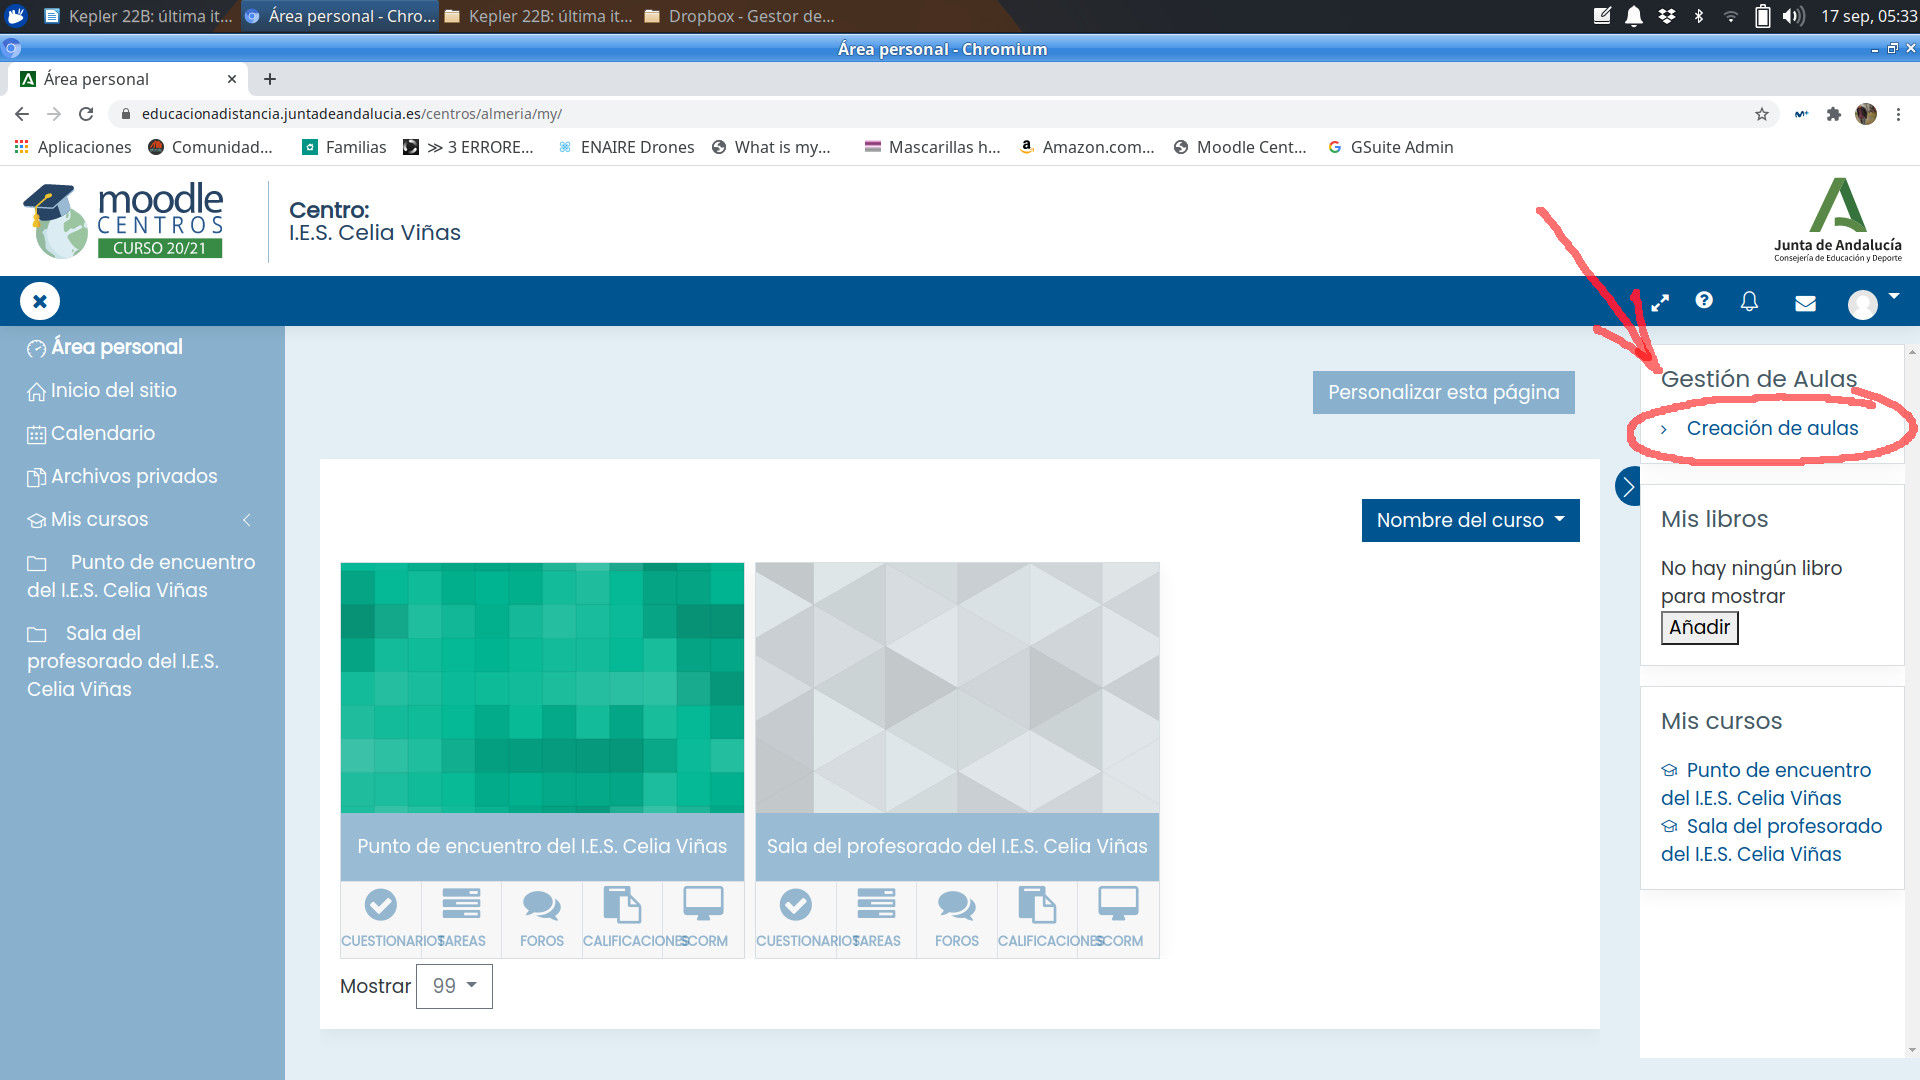 Kepler 22B: última it...
Área personal - Chro...
Kepler 22B: última it...
Dropbox - Gestor de...
17 sep, 05:33
Área personal - Chromium
Área personal
educacionadistancia.juntadeandalucia.es/centros/almeria/my/
Aplicaciones
Comunidad...
Familias
≫ 3 ERRORE...
ENAIRE Drones
What is my...
Mascarillas h...
Amazon.com...
Moodle Cent...
GSuite Admin
moodle
CENTROS
CURSO 20/21
Centro:
I.E.S. Celia Viñas
Junta de Andalucía
Consejería de Educación y Deporte
Área personal
Inicio del sitio
Calendario
Archivos privados
Mis cursos
Punto de encuentro
del I.E.S. Celia Viñas
Sala del
profesorado del I.E.S.
Celia Viñas
Personalizar esta página
Nombre del curso
Punto de encuentro del I.E.S. Celia Viñas
CUESTIONARIOS
TAREAS
FOROS
CALIFICACIONES
SCORM
Sala del profesorado del I.E.S. Celia Viñas
CUESTIONARIOS
TAREAS
FOROS
CALIFICACIONES
SCORM
Mostrar 99
Gestión de Aulas
Creación de aulas
Mis libros
No hay ningún libro
para mostrar
Añadir
Mis cursos
Punto de encuentro
del I.E.S. Celia Viñas
Sala del profesorado
del I.E.S. Celia Viñas